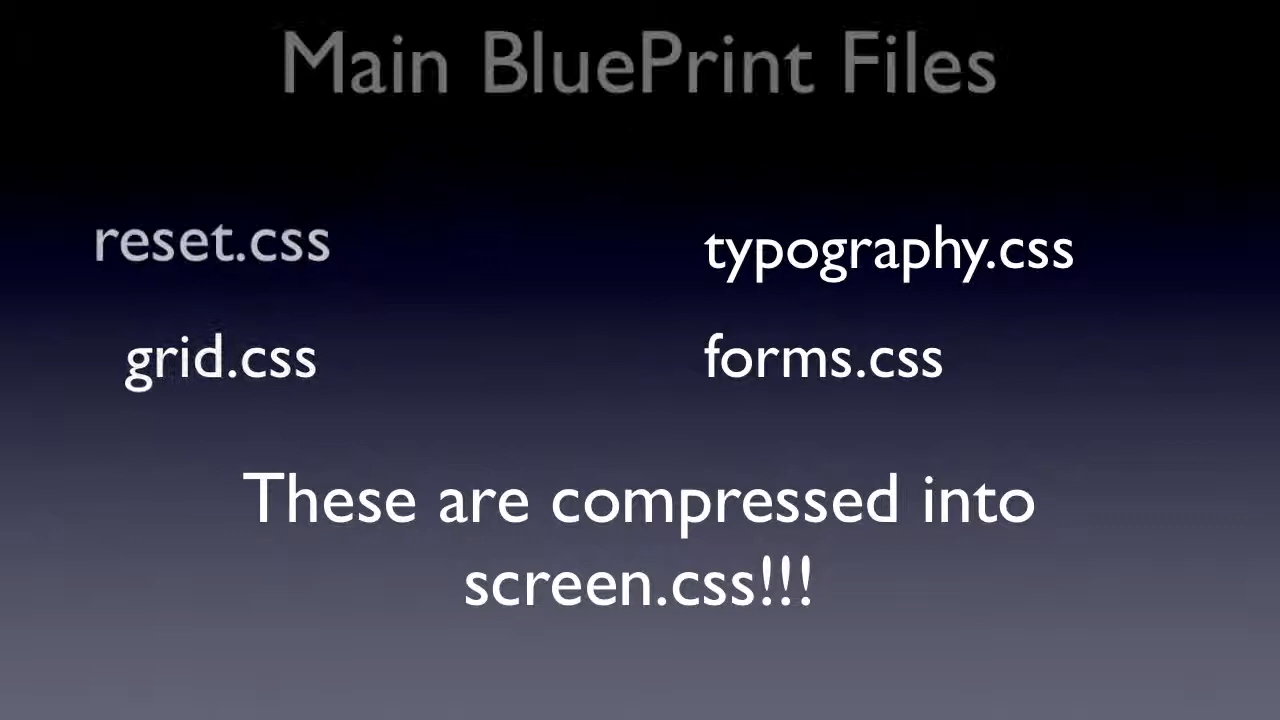 Main BluePrint Files
reset.css
typography.css
grid.css
forms.css
These are compressed into
screen.css!!!